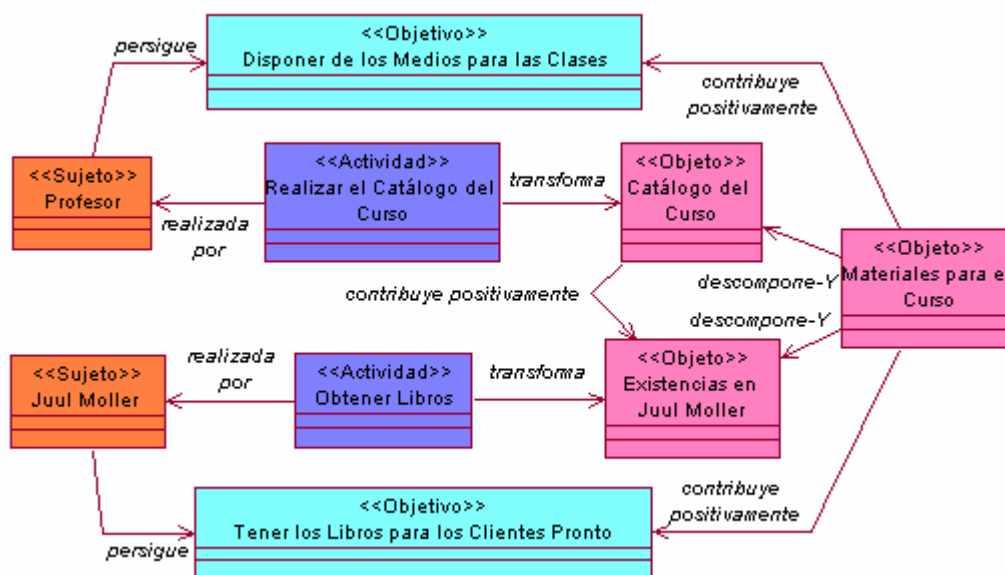 <<Objetivo>>
Disponer de los Medios para las Clases
persigue
contribuye
positivamente
<<Sujeto>>
Profesor
<<Actividad>>
Realizar el Catálogo del
Curso
transforma
<<Objeto>>
Catálogo del
Curso
realizada
por
<<Objeto>>
Materiales para e
Curso
descompone-Y
contribuye positivamente
descompone-Y
<<Sujeto>>
Juul Moller
realizada
por
<<Actividad>>
Obtener Libros
transforma
<<Objeto>>
Existencias en
Juul Moller
<<Objetivo>>
Tener los Libros para los Clientes Pronto
persigue
contribuye
positivamente